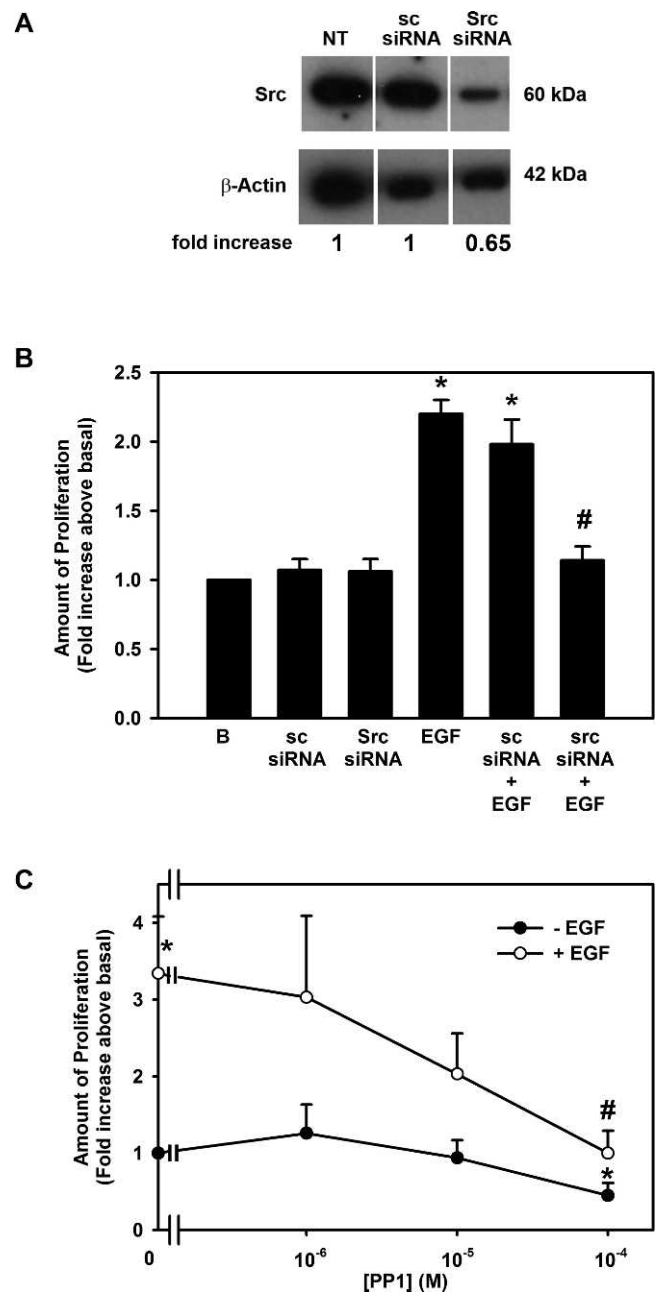 A
NT
sc
siRNA
Src
siRNA
Src
60 kDa
β-Actin
42 kDa
fold increase 1 1 0.65
B
Amount of Proliferation
(Fold increase above basal)
2.5
2.0
1.5
1.0
0.5
0.0
*
*
#
B
sc
siRNA
Src
siRNA
EGF
sc
siRNA
+
EGF
src
siRNA
+
EGF
C
Amount of Proliferation
(Fold increase above basal)
4
3
2
1
0
*
- EGF
+ EGF
#
*
0 10⁻⁶ 10⁻⁵ 10⁻⁴
[PP1] (M)